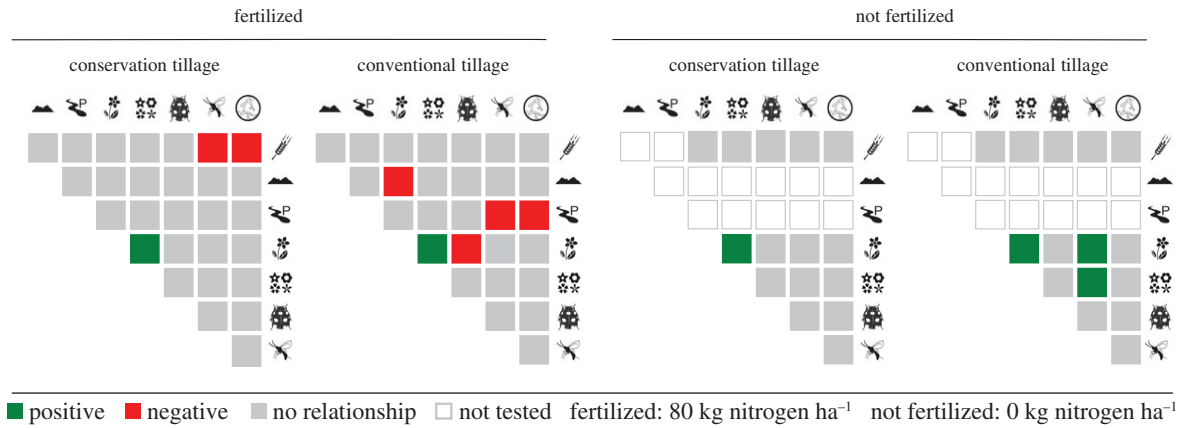 fertilized
not fertilized
conservation tillage
conventional tillage
conservation tillage
conventional tillage
P
P
P
P
P
P
P
P
positive negative no relationship not tested fertilized: 80 kg nitrogen ha⁻¹ not fertilized: 0 kg nitrogen ha⁻¹